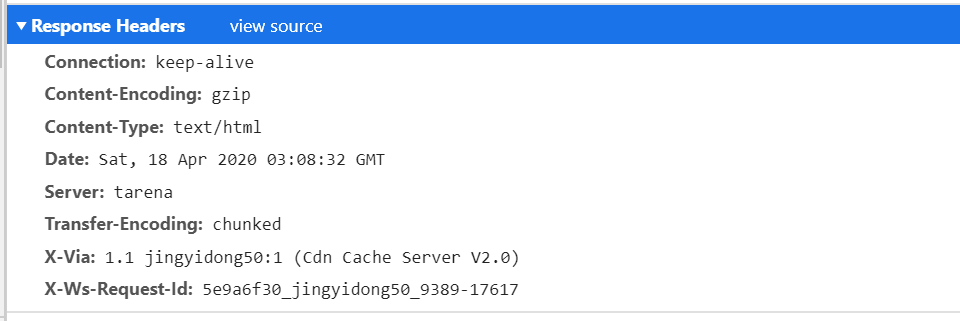 Response Headers view source
Connection: keep-alive
Content-Encoding: gzip
Content-Type: text/html
Date: Sat, 18 Apr 2020 03:08:32 GMT
Server: tarena
Transfer-Encoding: chunked
X-Via: 1.1 jingyidong50:1 (Cdn Cache Server V2.0)
X-Ws-Request-Id: 5e9a6f30_jingyidong50_9389-17617